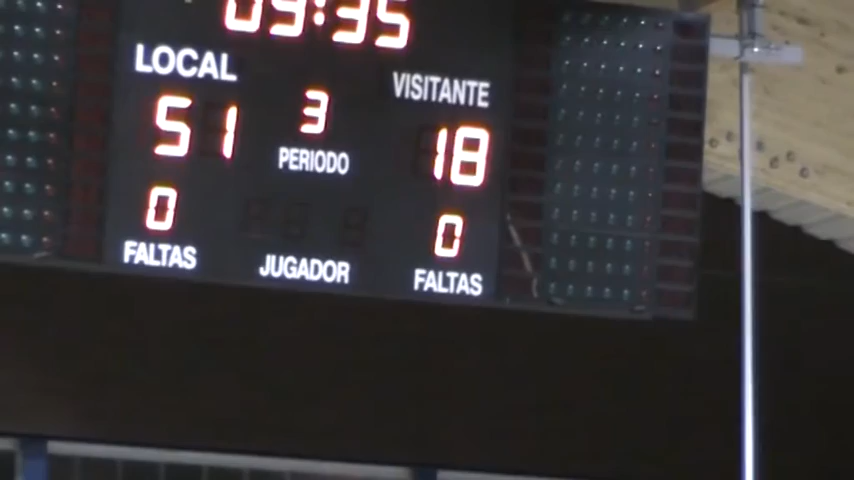 09:35
LOCAL VISITANTE
51 3 18
PERIODO
0 0
FALTAS JUGADOR FALTAS